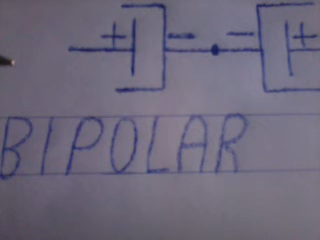 + − − +
BIPOLAR